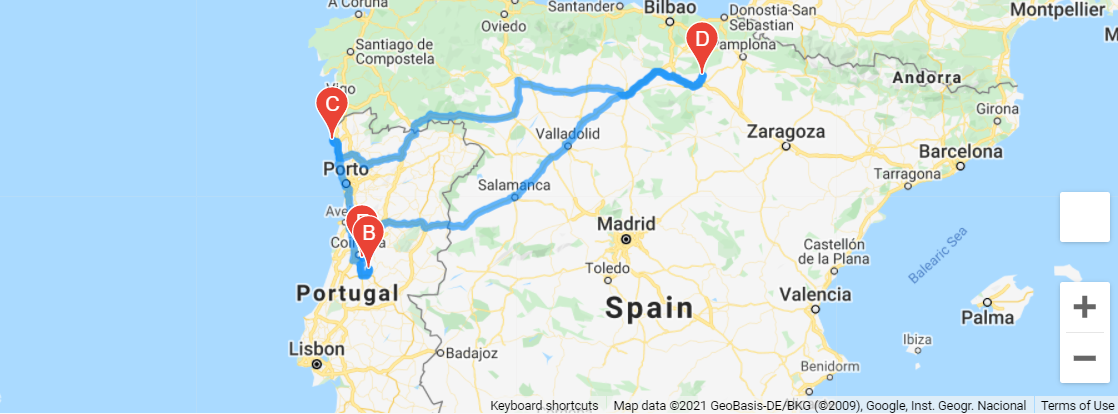 A Coruña
Oviedo
Santander
Bilbao
Donostia-San
Sebastian
Montpellier
D
Pamplona
Santiago de
Compostela
Andorra
Vigo
C
Girona
Valladolid
Zaragoza
Barcelona
Porto
Tarragona
Salamanca
B
Madrid
Balearic Sea
Castellón
de la Plana
Toledo
Portugal
Spain
Valencia
Palma
Ibiza
Lisbon
Badajoz
Benidorm
+
−
Keyboard shortcuts
Map data ©2021 GeoBasis-DE/BKG (©2009), Google, Inst. Geogr. Nacional
Terms of Use